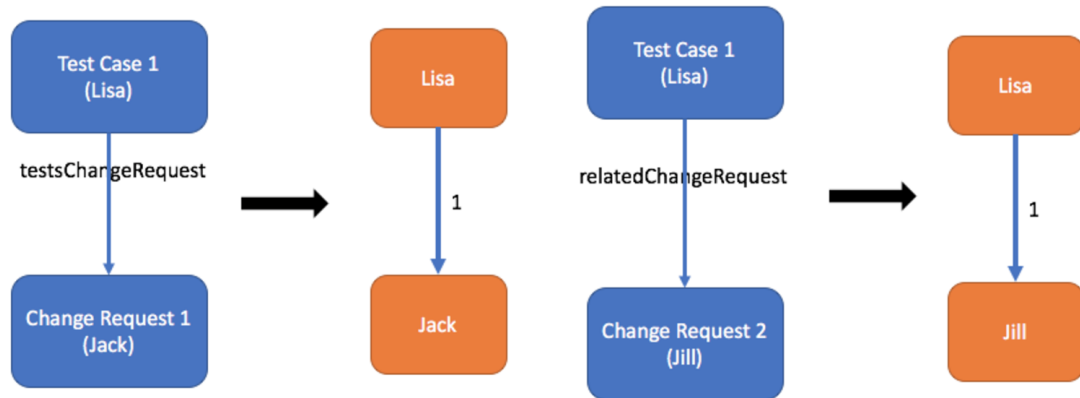 Test Case 1
(Lisa)
testsChangeRequest
Change Request 1
(Jack)
Lisa
1
Jack
Test Case 1
(Lisa)
relatedChangeRequest
Change Request 2
(Jill)
Lisa
1
Jill